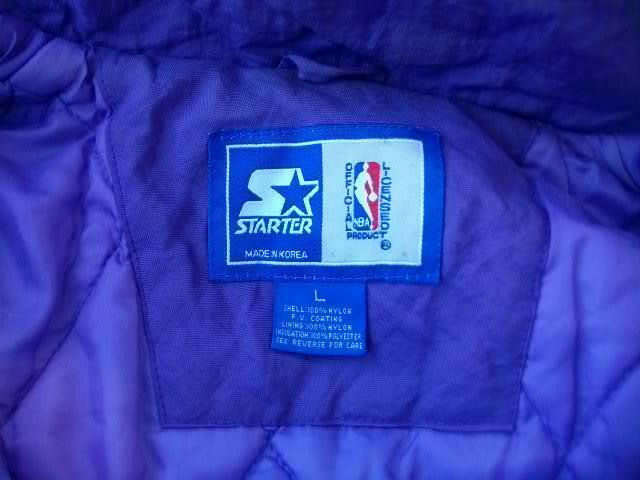 STARTER
MADE IN KOREA
OFFICIAL
LICENSED
NBA
PRODUCT
R
L
SHELL:100% NYLON
P.U. COATING
LINING:100% NYLON
INSULATION:100% POLYESTER
SEE REVERSE FOR CARE